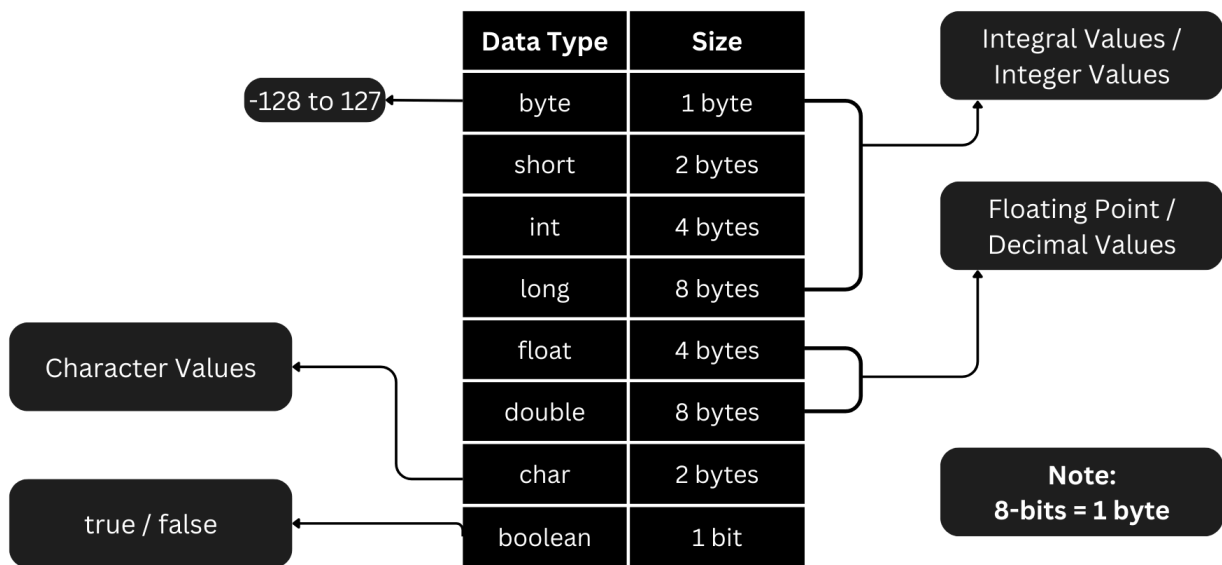 Data Type Size
byte 1 byte
short 2 bytes
int 4 bytes
long 8 bytes
float 4 bytes
double 8 bytes
char 2 bytes
boolean 1 bit
-128 to 127
Character Values
true / false
Integral Values /
Integer Values
Floating Point /
Decimal Values
Note:
8-bits = 1 byte